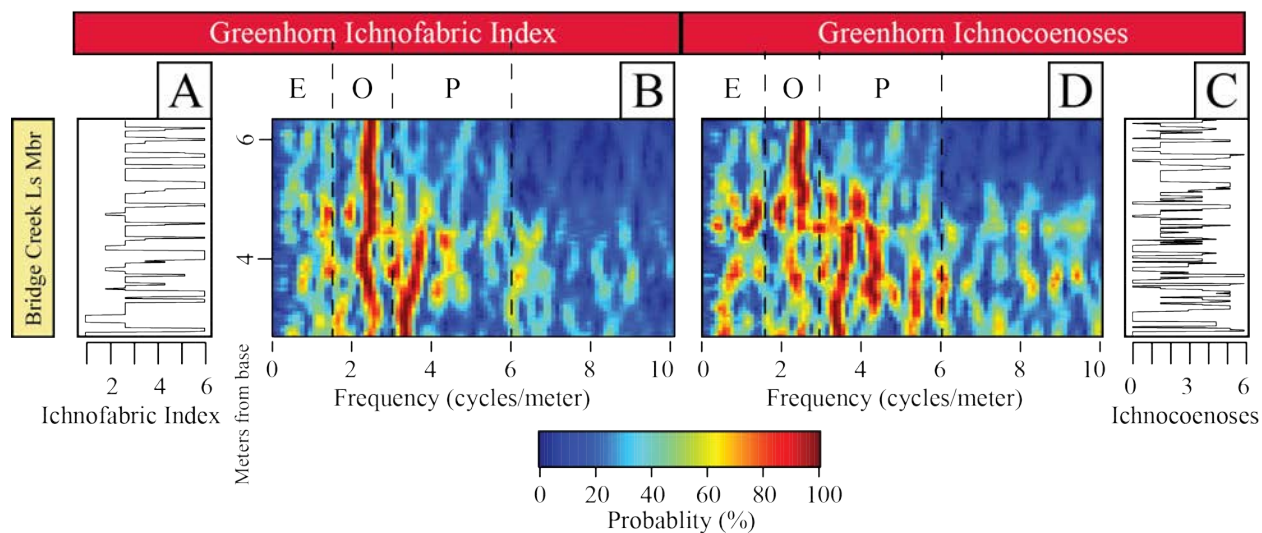 Greenhorn Ichnofabric Index
Greenhorn Ichnocoenoses
A
E O P
B
E O P
D
C
Bridge Creek Ls Mbr
6
4
Meters from base
2 4 6
Ichnofabric Index
0 2 4 6 8 10
Frequency (cycles/meter)
0 2 4 6 8 10
Frequency (cycles/meter)
0 3 6
Ichnocoenoses
0 20 40 60 80 100
Probablity (%)